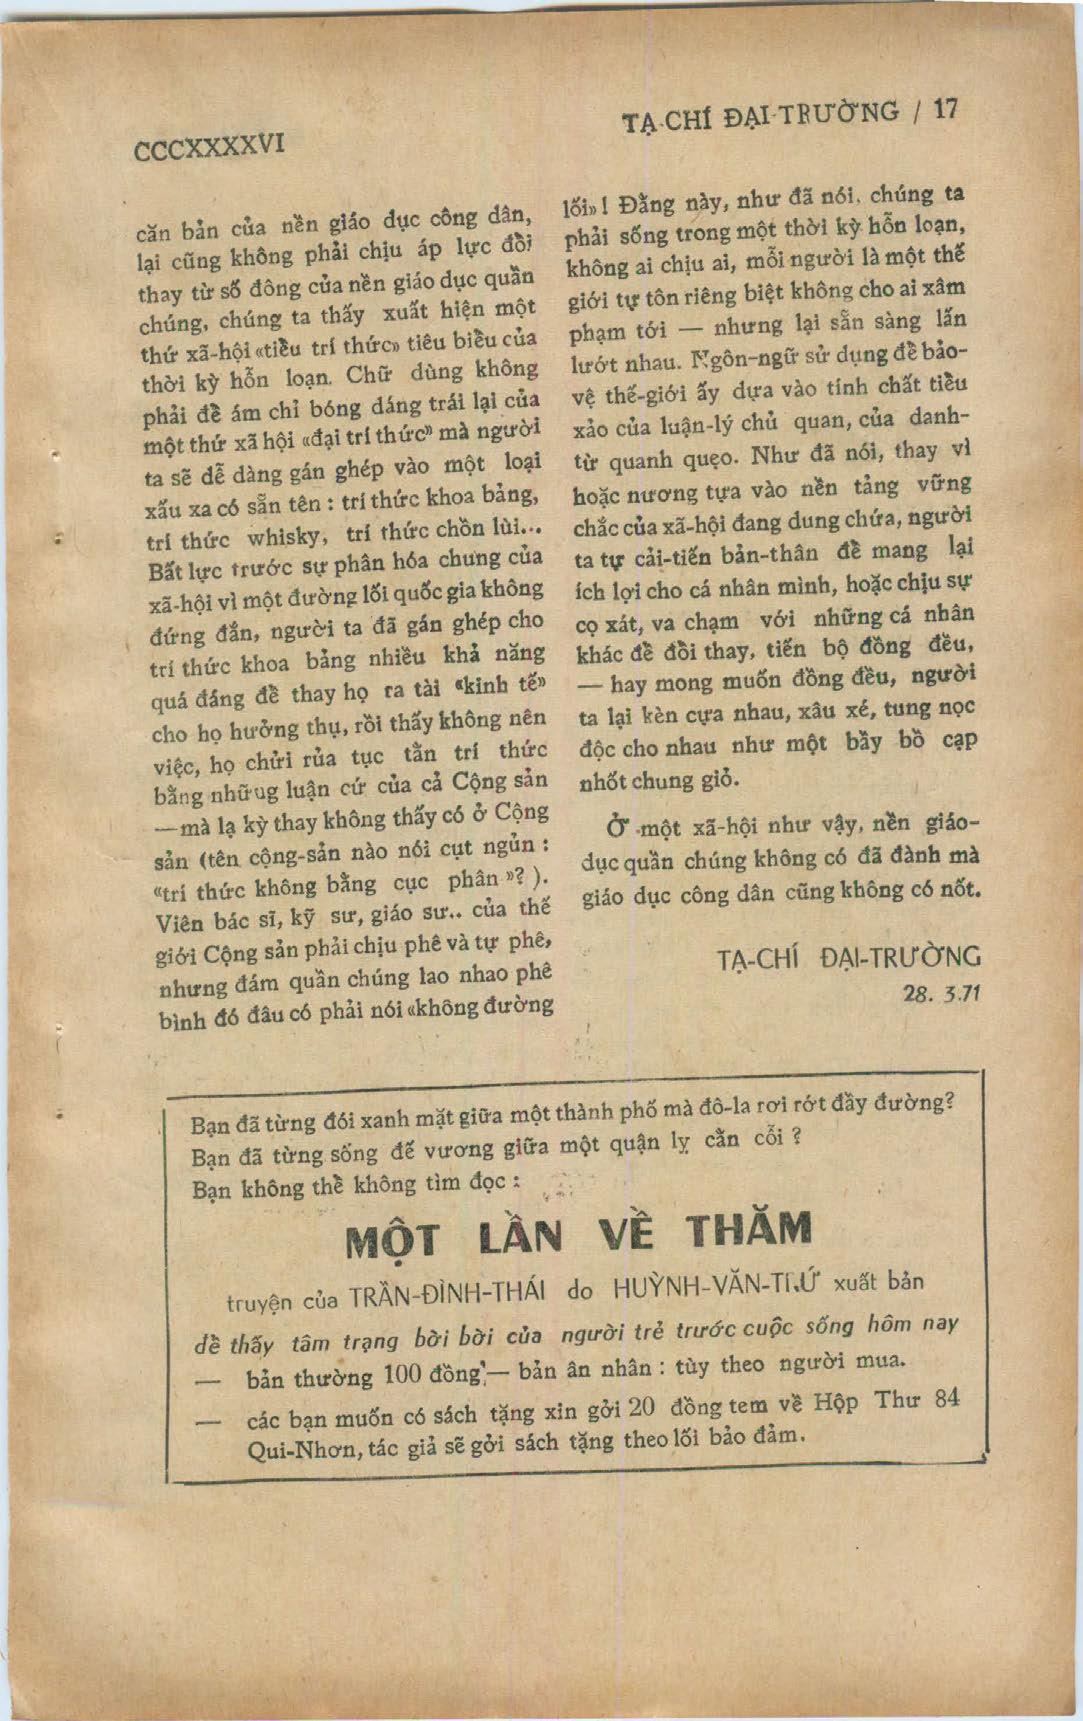 CCCXXXXVI
TẠ-CHÍ ĐẠI-TRƯỜNG / 17
căn bản của nền giáo dục công dân,
lại cũng không phải chịu áp lực đổi
thay từ số đông của nền giáo dục quần
chúng, chúng ta thấy xuất hiện một
thứ xã-hội «tiểu trí thức» tiêu biểu của
thời kỳ hỗn loạn. Chữ dùng không
phải để ám chỉ bóng dáng trái lại của
một thứ xã hội «đại trí thức» mà người
ta sẽ dễ dàng gán ghép vào một loại
xấu xa có sẵn tên : trí thức khoa bảng,
trí thức whisky, trí thức chồn lùi...
Bất lực trước sự phân hóa chung của
xã-hội vì một đường lối quốc gia không
đứng đắn, người ta đã gán ghép cho
trí thức khoa bảng nhiều khả năng
quá đáng để thay họ ra tài «kinh tế»
cho họ hưởng thụ, rồi thấy không nên
việc, họ chửi rủa tục tằn trí thức
bằng những luận cứ của cả Cộng sản
—mà lạ kỳ thay không thấy có ở Cộng
sản (tên cộng-sản nào nói cụt ngủn :
«trí thức không bằng cục phân»? ).
Viên bác sĩ, kỹ sư, giáo sư.. của thế
giới Cộng sản phải chịu phê và tự phê,
nhưng đám quần chúng lao nhao phê
bình đó đâu có phải nói «không đường
lối» ! Đằng này, như đã nói, chúng ta
phải sống trong một thời kỳ hỗn loạn,
không ai chịu ai, mỗi người là một thế
giới tự tôn riêng biệt không cho ai xâm
phạm tới — nhưng lại sẵn sàng lấn
lướt nhau. Ngôn-ngữ sử dụng để bảo-
vệ thế-giới ấy dựa vào tính chất tiểu
xảo của luận-lý chủ quan, của danh-
từ quanh quẹo. Như đã nói, thay vì
hoặc nương tựa vào nền tảng vững
chắc của xã-hội đang dung chứa, người
ta tự cải-tiến bản-thân để mang lại
ích lợi cho cá nhân mình, hoặc chịu sự
cọ xát, va chạm với những cá nhân
khác để đổi thay, tiến bộ đồng đều,
— hay mong muốn đồng đều, người
ta lại kèn cựa nhau, xâu xé, tung nọc
độc cho nhau như một bầy bồ cạp
nhốt chung giỏ.
Ở một xã-hội như vậy, nền giáo-
dục quần chúng không có đã đành mà
giáo dục công dân cũng không có nốt.
TẠ-CHÍ ĐẠI-TRƯỜNG
28. 3.71
Bạn đã từng đói xanh mặt giữa một thành phố mà đô-la rơi rớt đầy đường?
Bạn đã từng sống đế vương giữa một quận lỵ cằn cỗi ?
Bạn không thể không tìm đọc :
MỘT LẦN VỀ THĂM
truyện của TRẦN-ĐÌNH-THÁI do HUỲNH-VĂN-THỨ xuất bản
để thấy tâm trạng bời bời của người trẻ trước cuộc sống hôm nay
— bản thường 100 đồng — bản ân nhân : tùy theo người mua.
— các bạn muốn có sách tặng xin gởi 20 đồng tem về Hộp Thư 84
Qui-Nhơn, tác giả sẽ gởi sách tặng theo lối bảo đảm.